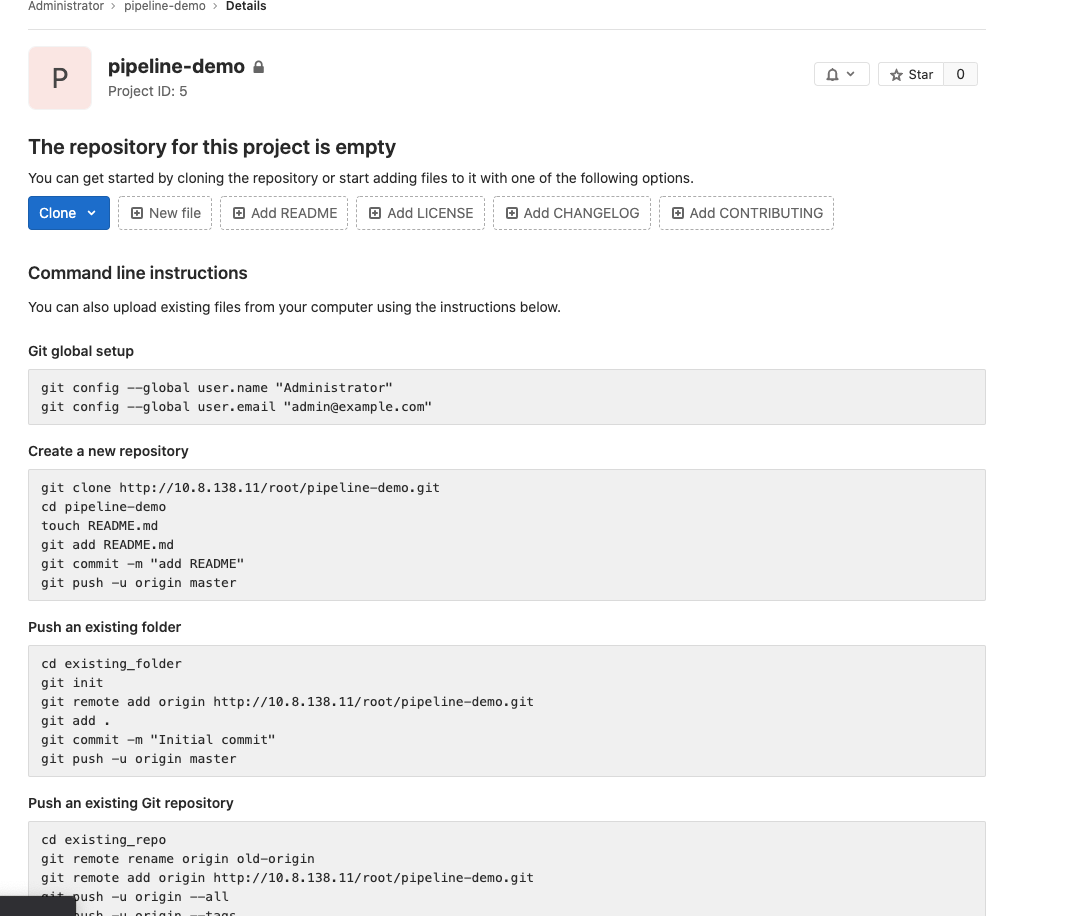 Administrator › pipeline-demo › Details
P
pipeline-demo
Project ID: 5
Star 0
The repository for this project is empty
You can get started by cloning the repository or start adding files to it with one of the following options.
Clone New file Add README Add LICENSE Add CHANGELOG Add CONTRIBUTING
Command line instructions
You can also upload existing files from your computer using the instructions below.
Git global setup
git config --global user.name "Administrator"
git config --global user.email "admin@example.com"
Create a new repository
git clone http://10.8.138.11/root/pipeline-demo.git
cd pipeline-demo
touch README.md
git add README.md
git commit -m "add README"
git push -u origin master
Push an existing folder
cd existing_folder
git init
git remote add origin http://10.8.138.11/root/pipeline-demo.git
git add .
git commit -m "Initial commit"
git push -u origin master
Push an existing Git repository
cd existing_repo
git remote rename origin old-origin
git remote add origin http://10.8.138.11/root/pipeline-demo.git
git push -u origin --all
push -u origin --tags